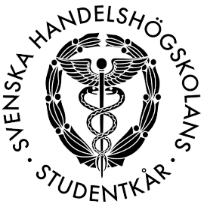 SVENSKA HANDELSHÖGSKOLANS
· STUDENTKÅR ·